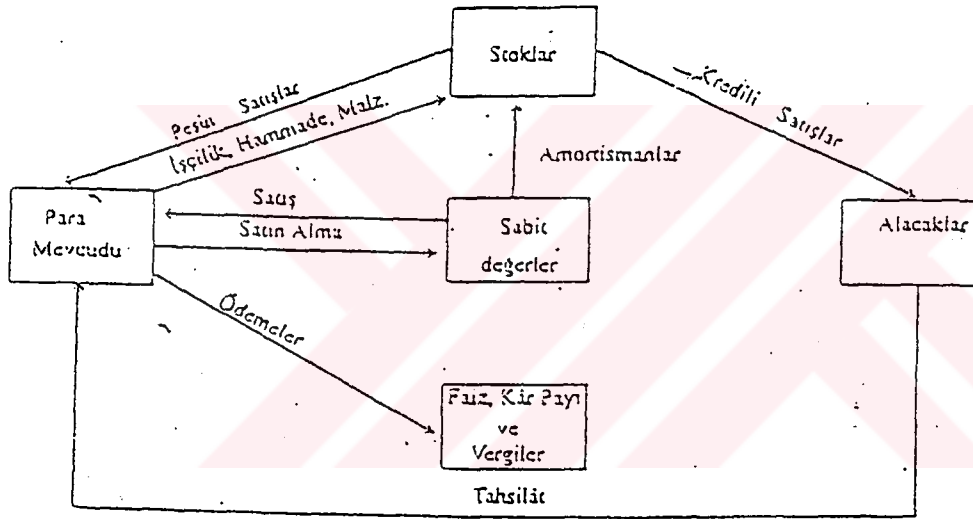 Stoklar
Peşin Satışlar
İşçilik, Hammade, Malz.
Kredili Satışlar
Amortismanlar
Para
Mevcudu
Satış
Satın Alma
Sabit
değerler
Alacaklar
Ödemeler
Faiz, Kâr Payı
ve
Vergiler
Tahsilât